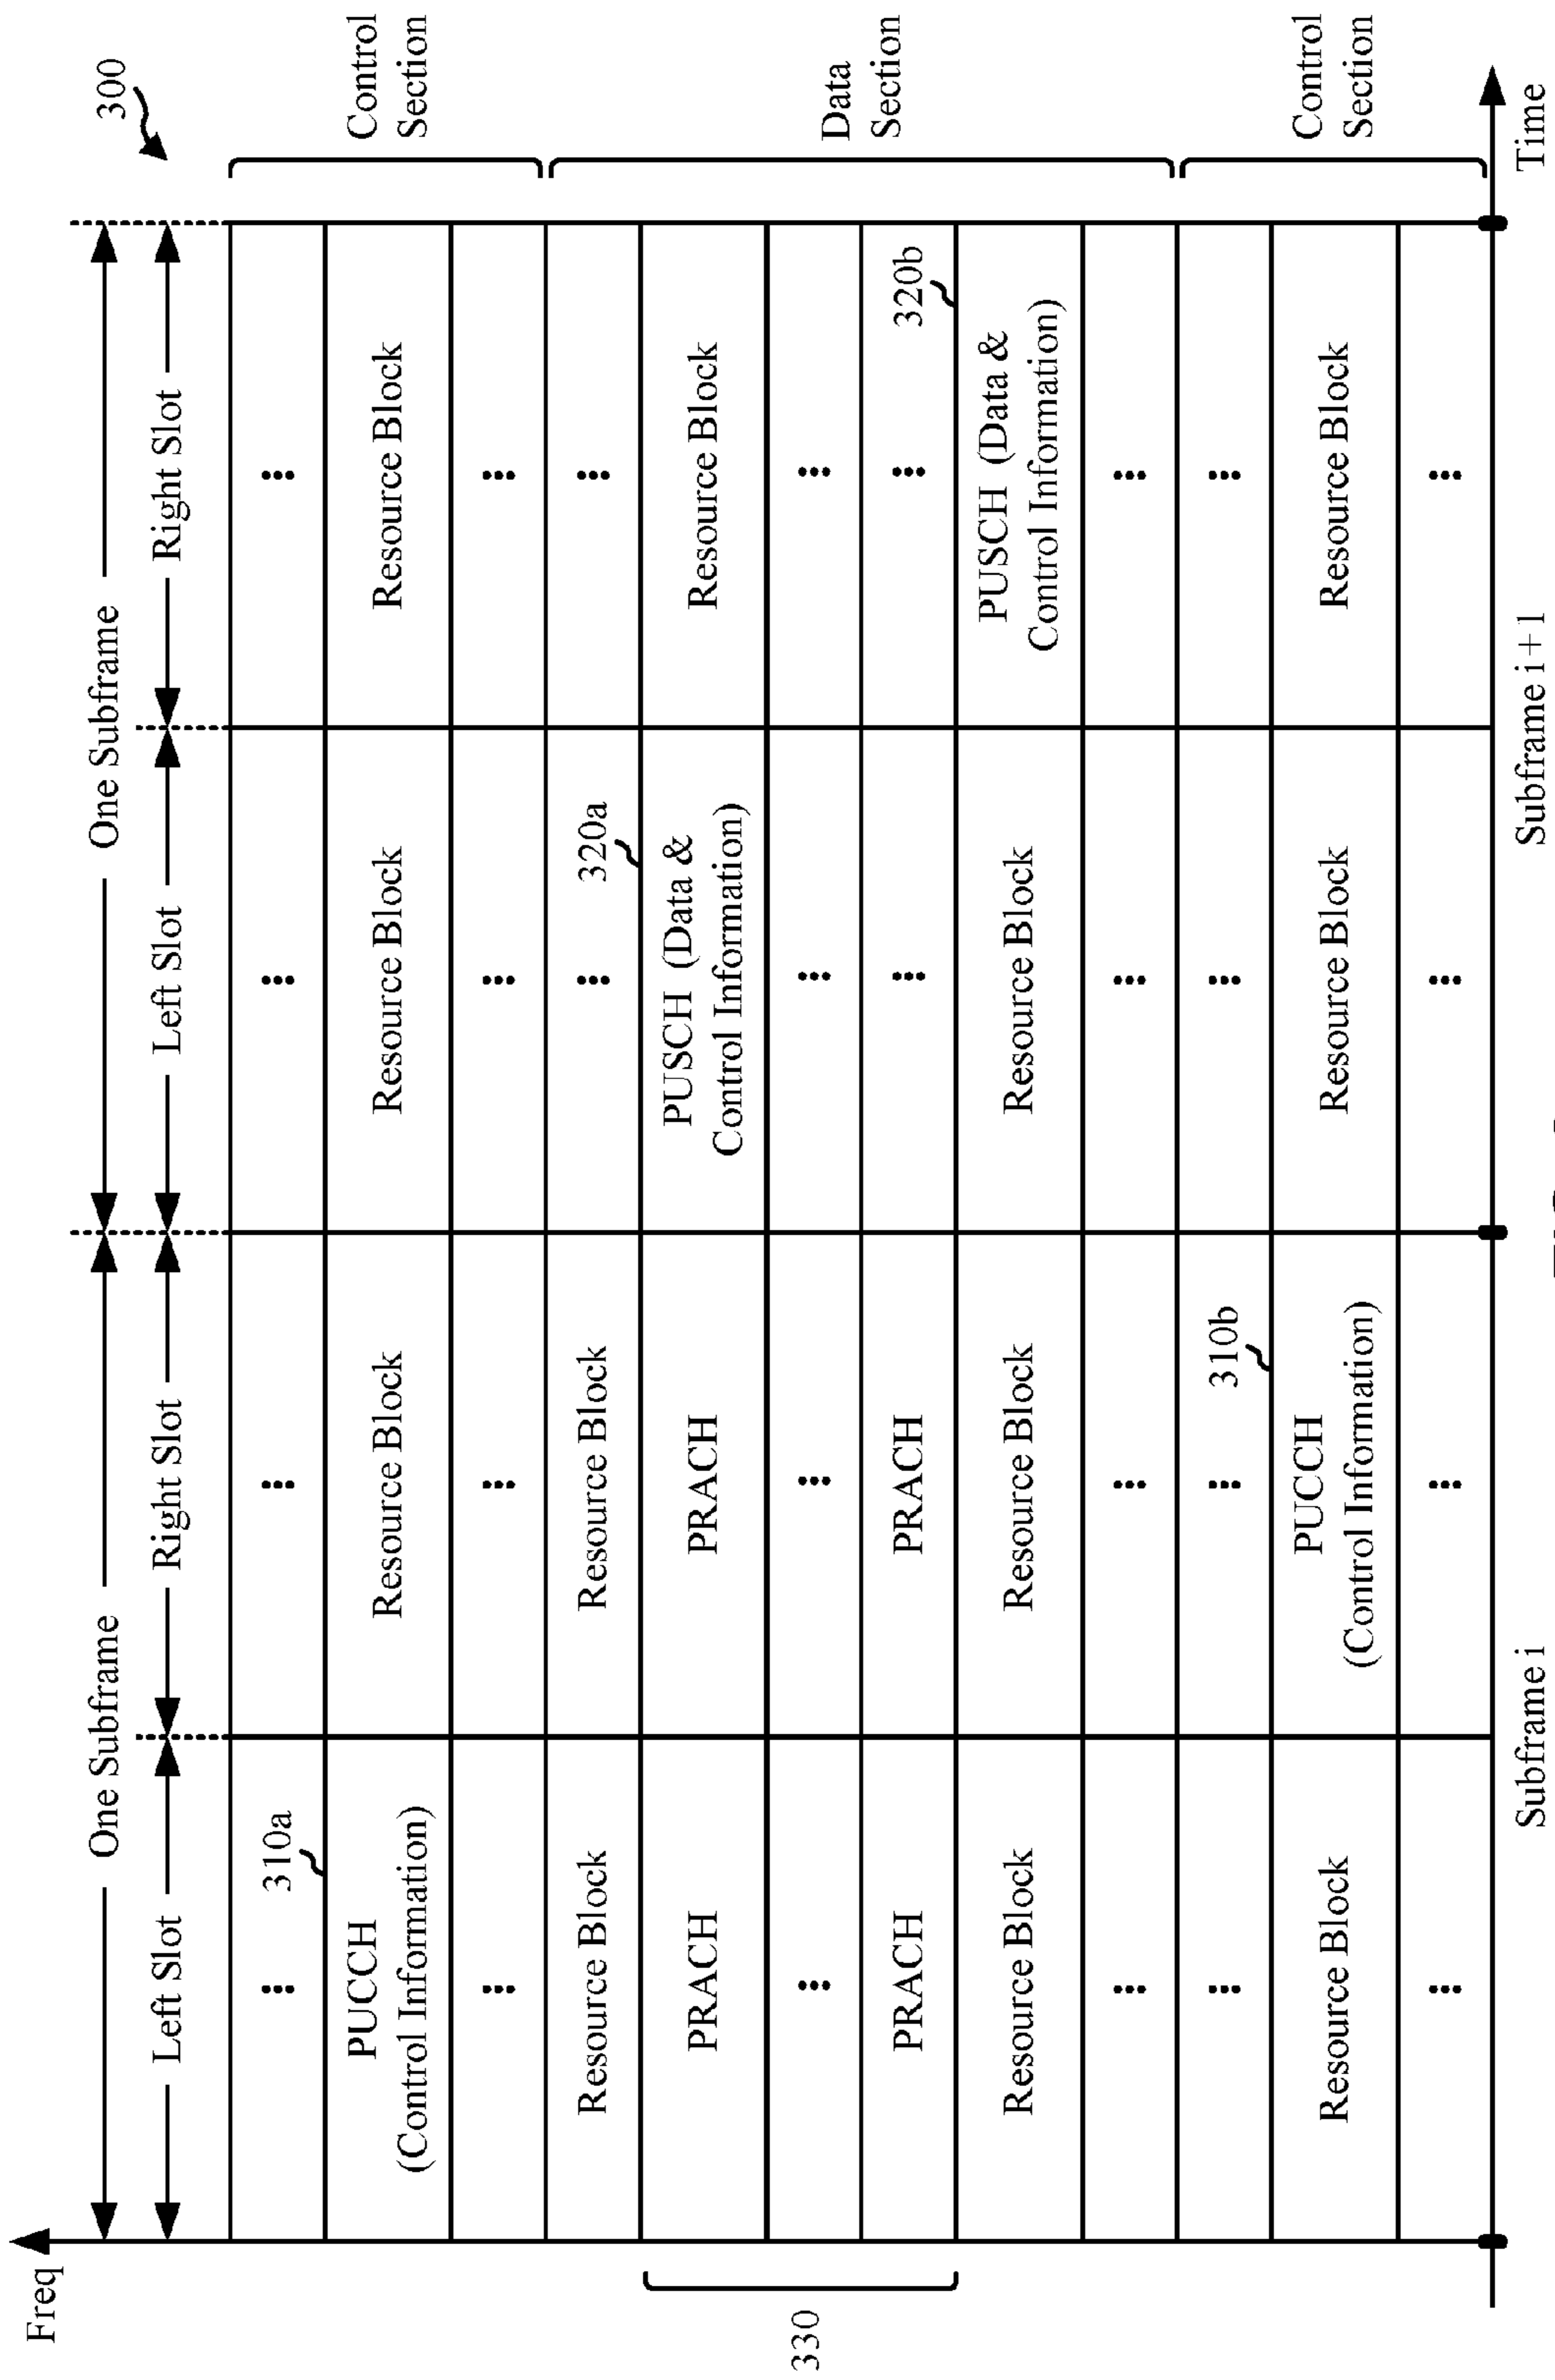 300
Freq
One Subframe
One Subframe
Left Slot
Right Slot
Left Slot
Right Slot
310a
PUCCH
(Control Information)
Resource Block
Resource Block
Resource Block
Control
Section
Resource Block
Resource Block
320a
330
PRACH
PRACH
PUSCH (Data &
Control Information)
Resource Block
Data
Section
PRACH
PRACH
320b
Resource Block
Resource Block
Resource Block
PUSCH (Data &
Control Information)
310b
Resource Block
PUCCH
(Control Information)
Resource Block
Resource Block
Control
Section
Subframe i
Subframe i + 1
Time